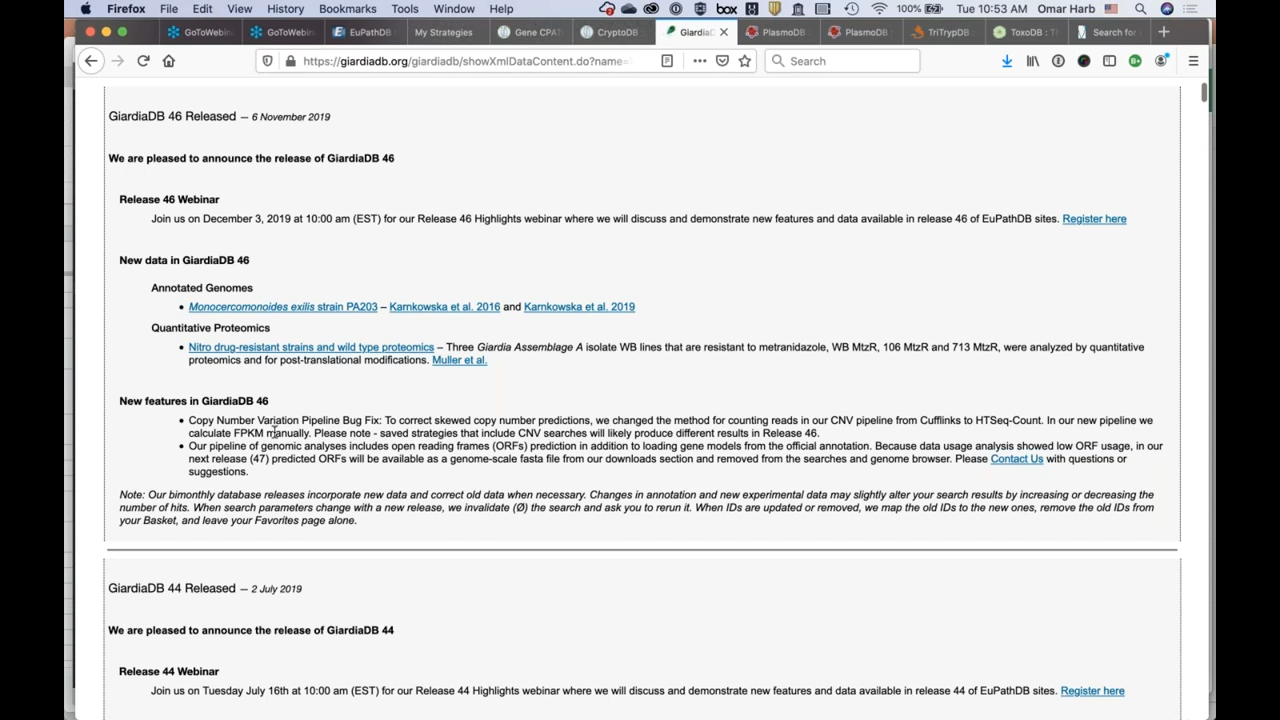 Firefox File Edit View History Bookmarks Tools Window Help box 100% Tue 10:53 AM Omar Harb
GoToWebin GoToWebin EuPathDB My Strategies Gene CPAT CryptoDB GiardiaD PlasmoDB PlasmoDB TriTrypDB ToxoDB : Th Search for
https://giardiadb.org/giardiadb/showXmlDataContent.do?name= Search
GiardiaDB 46 Released — 6 November 2019
We are pleased to announce the release of GiardiaDB 46
Release 46 Webinar
Join us on December 3, 2019 at 10:00 am (EST) for our Release 46 Highlights webinar where we will discuss and demonstrate new features and data available in release 46 of EuPathDB sites. Register here
New data in GiardiaDB 46
Annotated Genomes
• Monocercomonoides exilis strain PA203 – Karnkowska et al. 2016 and Karnkowska et al. 2019
Quantitative Proteomics
• Nitro drug-resistant strains and wild type proteomics – Three Giardia Assemblage A isolate WB lines that are resistant to metranidazole, WB MtzR, 106 MtzR and 713 MtzR, were analyzed by quantitative
proteomics and for post-translational modifications. Muller et al.
New features in GiardiaDB 46
• Copy Number Variation Pipeline Bug Fix: To correct skewed copy number predictions, we changed the method for counting reads in our CNV pipeline from Cufflinks to HTSeq-Count. In our new pipeline we
calculate FPKM manually. Please note - saved strategies that include CNV searches will likely produce different results in Release 46.
• Our pipeline of genomic analyses includes open reading frames (ORFs) prediction in addition to loading gene models from the official annotation. Because data usage analysis showed low ORF usage, in our
next release (47) predicted ORFs will be available as a genome-scale fasta file from our downloads section and removed from the searches and genome browser. Please Contact Us with questions or
suggestions.
Note: Our bimonthly database releases incorporate new data and correct old data when necessary. Changes in annotation and new experimental data may slightly alter your search results by increasing or decreasing the
number of hits. When search parameters change with a new release, we invalidate (Ø) the search and ask you to rerun it. When IDs are updated or removed, we map the old IDs to the new ones, remove the old IDs from
your Basket, and leave your Favorites page alone.
GiardiaDB 44 Released — 2 July 2019
We are pleased to announce the release of GiardiaDB 44
Release 44 Webinar
Join us on Tuesday July 16th at 10:00 am (EST) for our Release 44 Highlights webinar where we will discuss and demonstrate new features and data available in release 44 of EuPathDB sites. Register here